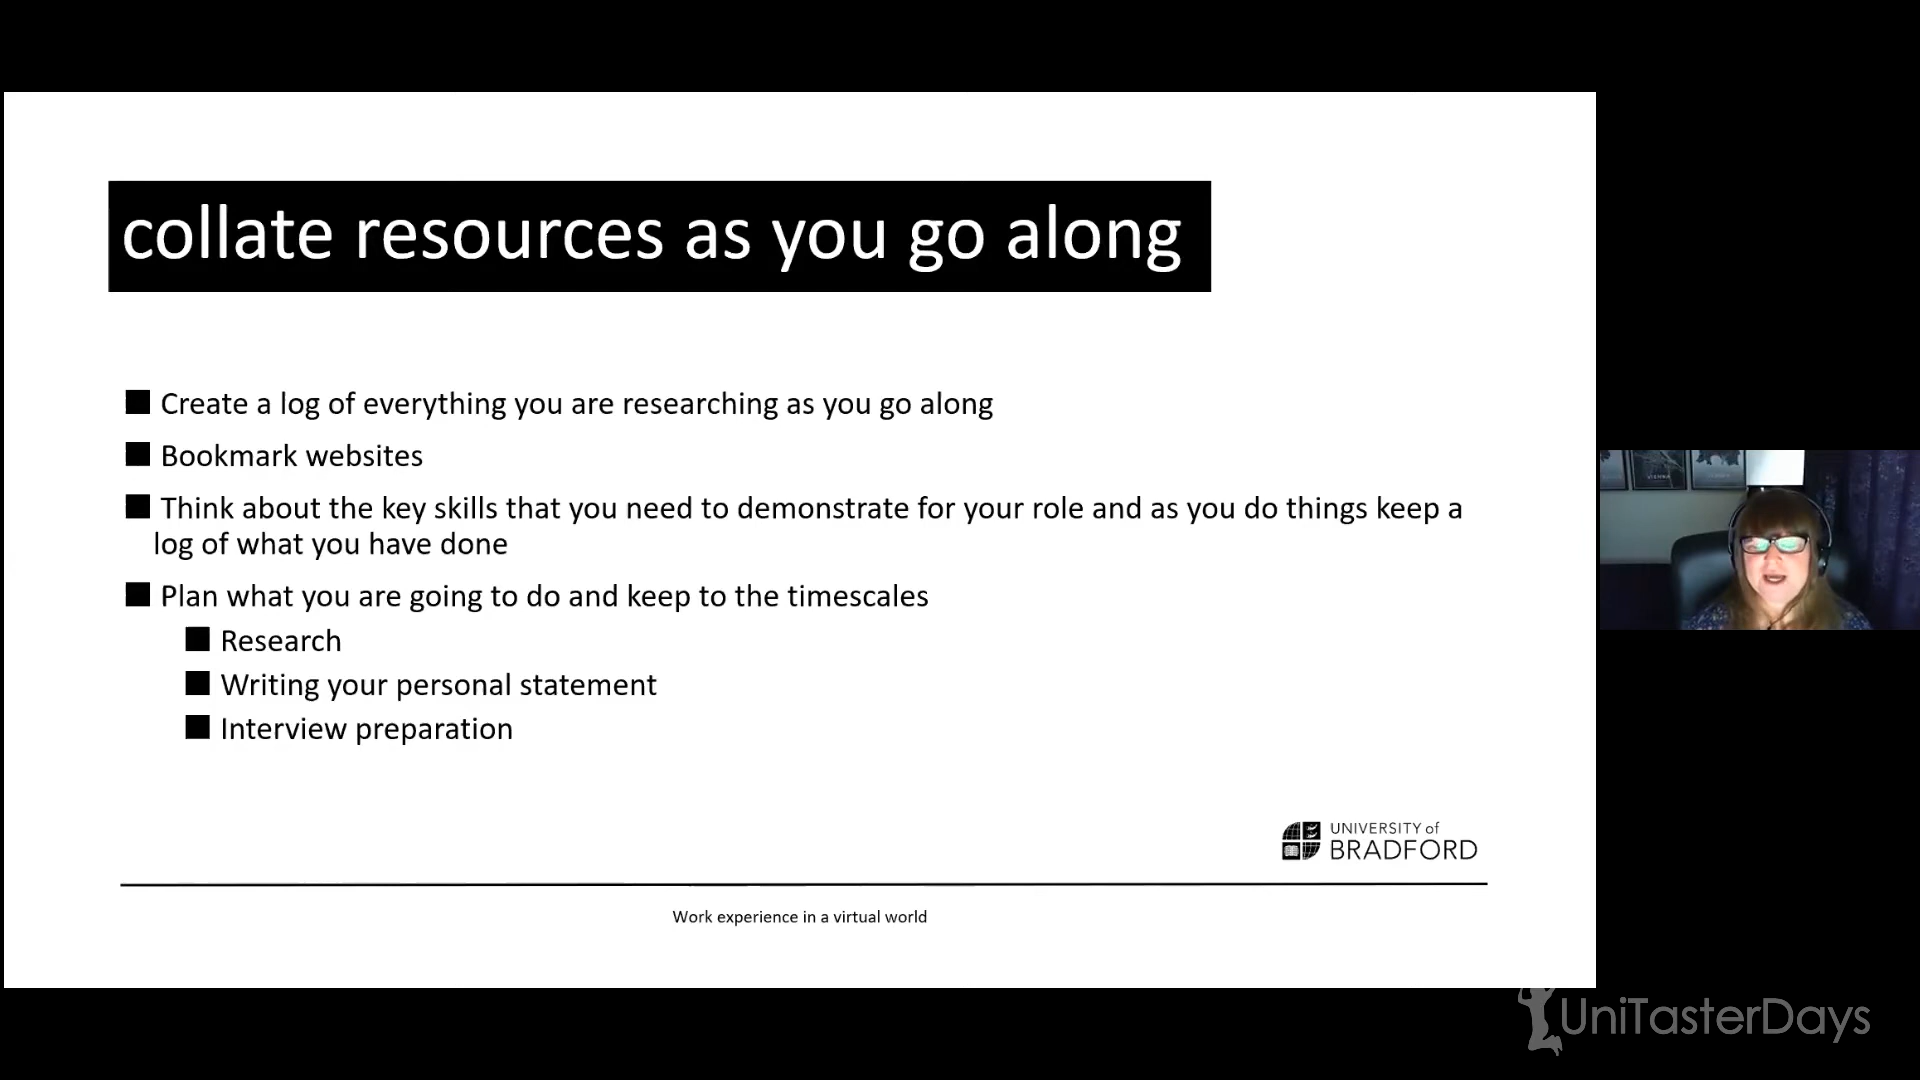 collate resources as you go along
Create a log of everything you are researching as you go along
Bookmark websites
Think about the key skills that you need to demonstrate for your role and as you do things keep a
log of what you have done
Plan what you are going to do and keep to the timescales
Research
Writing your personal statement
Interview preparation
UNIVERSITY of
BRADFORD
Work experience in a virtual world
VIENNA
UniTasterDays